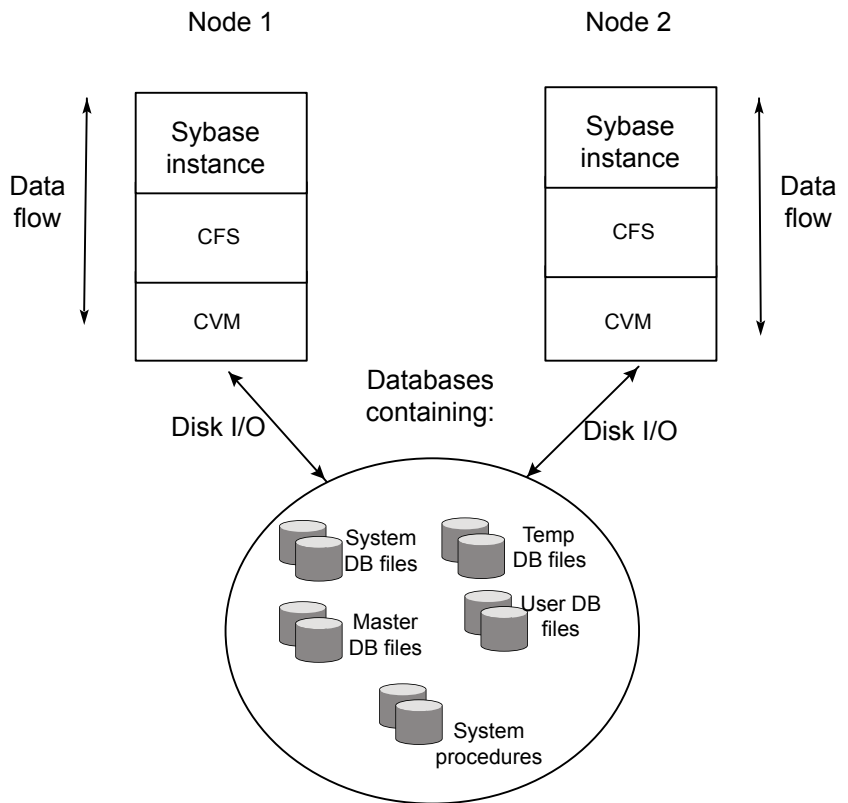 Node 1
Node 2
Sybase
instance
CFS
CVM
Data
flow
Sybase
instance
CFS
CVM
Data
flow
Databases
containing:
Disk I/O
Disk I/O
System
DB files
Temp
DB files
Master
DB files
User DB
files
System
procedures